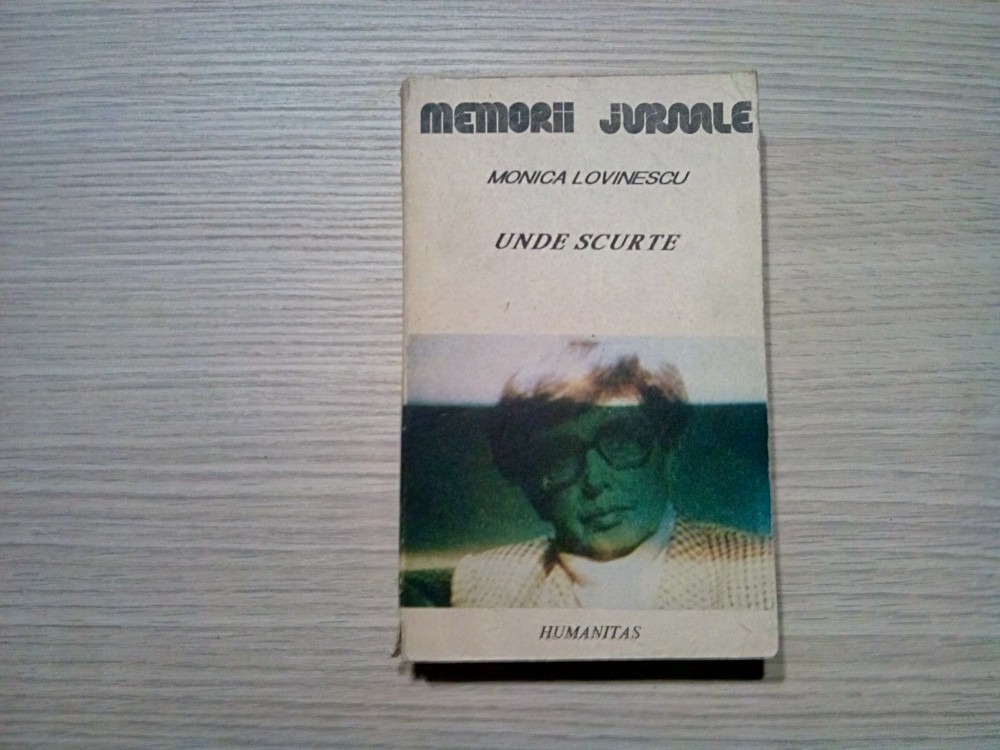 MEMORII JURNALE
MONICA LOVINESCU
UNDE SCURTE
HUMANITAS